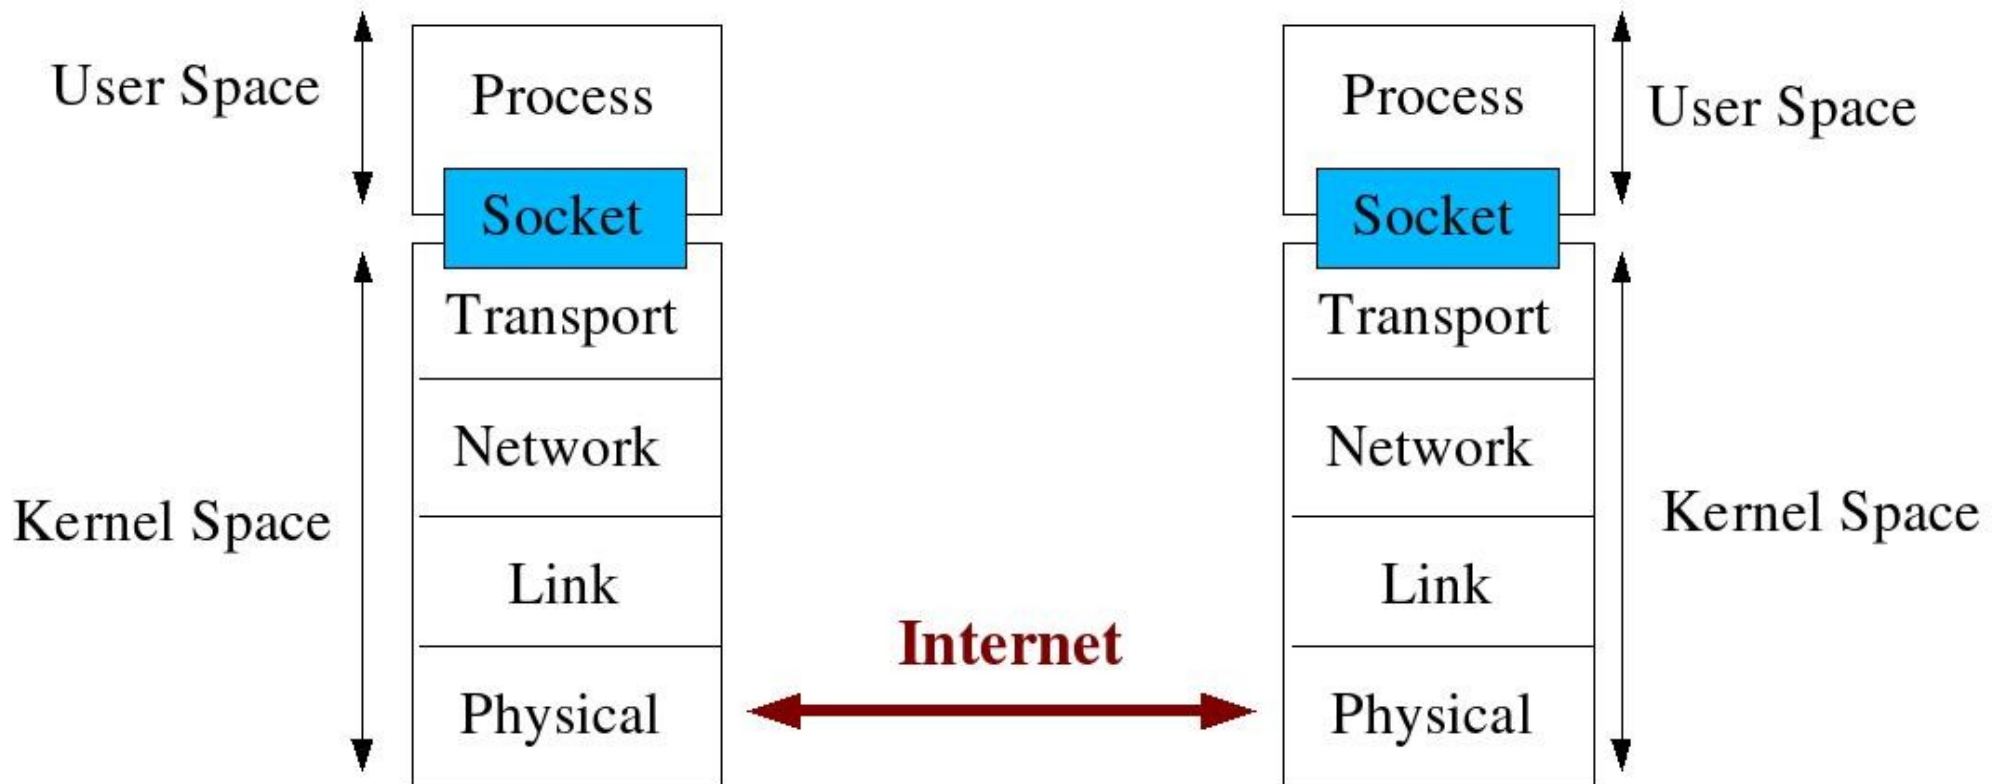 User Space
Process
Process
User Space
Socket
Socket
Transport
Transport
Network
Network
Kernel Space
Kernel Space
Link
Link
Internet
Physical
Physical